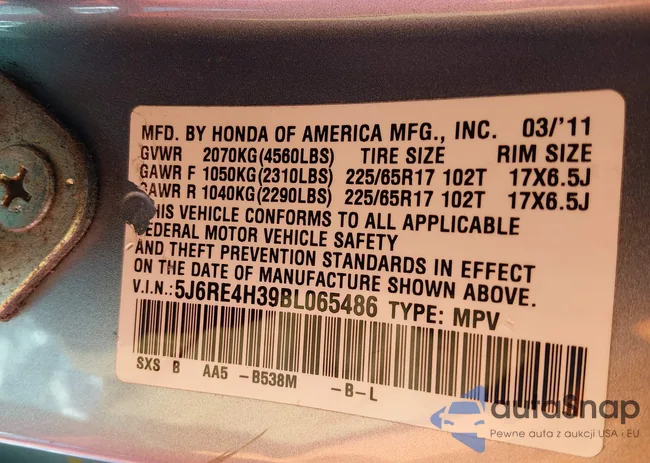 MFD. BY HONDA OF AMERICA MFG., INC. 03/'11
GVWR 2070KG(4560LBS) TIRE SIZE RIM SIZE
GAWR F 1050KG(2310LBS) 225/65R17 102T 17X6.5J
GAWR R 1040KG(2290LBS) 225/65R17 102T 17X6.5J
THIS VEHICLE CONFORMS TO ALL APPLICABLE
FEDERAL MOTOR VEHICLE SAFETY
AND THEFT PREVENTION STANDARDS IN EFFECT
ON THE DATE OF MANUFACTURE SHOWN ABOVE.
V.I.N.:5J6RE4H39BL065486 TYPE: MPV
SXS B AA5 -B538M -B-L
auraSnap
Pewne auta z aukcji USA i EU